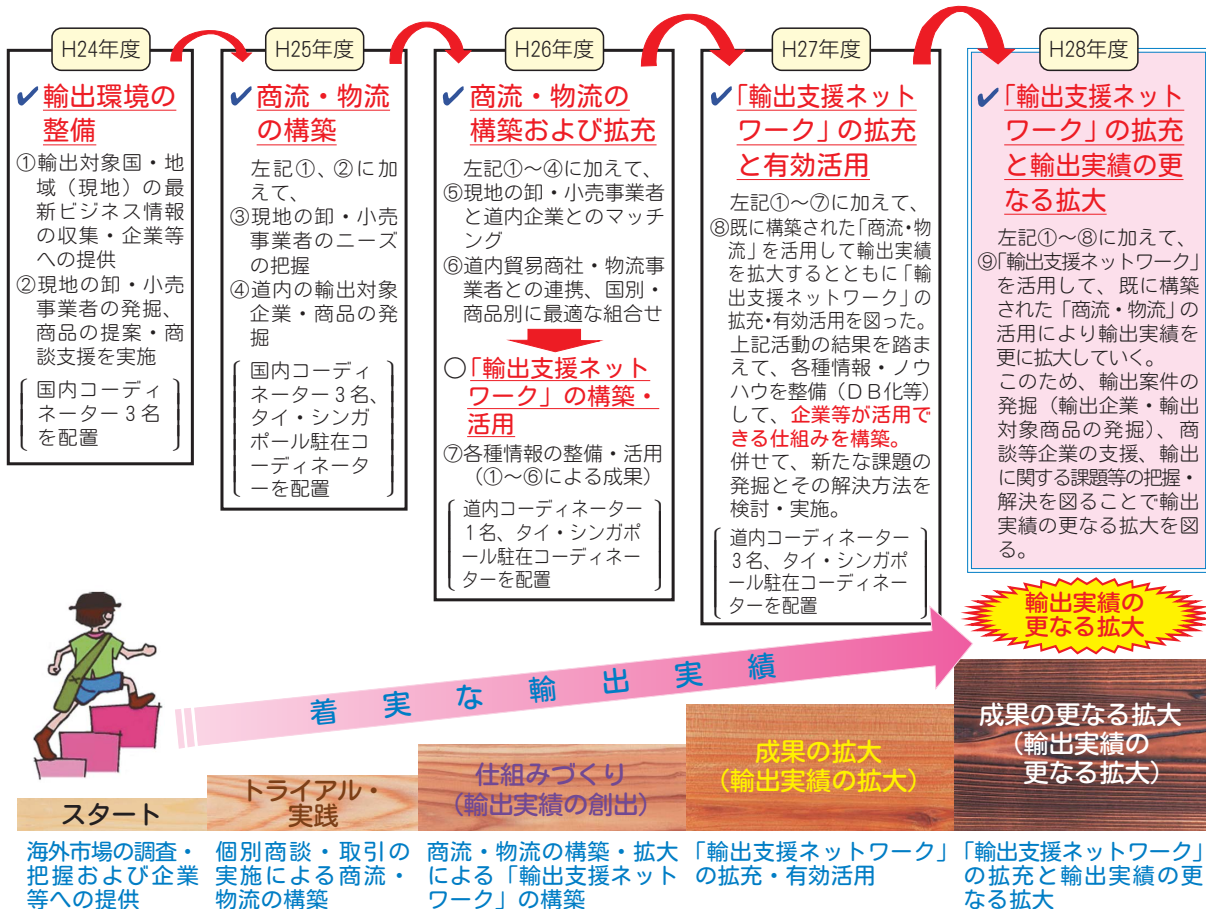 H24年度
✔輸出環境の
整備
①輸出対象国・地
域（現地）の最
新ビジネス情報
の収集・企業等
への提供
②現地の卸・小売
事業者の発掘、
商品の提案・商
談支援を実施
国内コーディ
ネーター3名
を配置
H25年度
✔商流・物流
の構築
左記①、②に加
えて、
③現地の卸・小売
事業者のニーズ
の把握
④道内の輸出対象
企業・商品の発
掘
国内コーディ
ネーター3名、
タイ・シンガ
ポール駐在コ
ーディネータ
ーを配置
H26年度
✔商流・物流の
構築および拡充
左記①～④に加えて、
⑤現地の卸・小売事業者
と道内企業とのマッチ
ング
⑥道内貿易商社・物流事
業者との連携、国別・
商品別に最適な組合せ
○「輸出支援ネット
ワーク」の構築・
活用
⑦各種情報の整備・活用
（①～⑥による成果）
道内コーディネーター
1名、タイ・シンガポ
ール駐在コーディネー
ターを配置
H27年度
✔「輸出支援ネット
ワーク」の拡充
と有効活用
左記①～⑦に加えて、
⑧既に構築された「商流・物
流」を活用して輸出実績
を拡大するとともに「輸
出支援ネットワーク」の
拡充・有効活用を図った。
上記活動の結果を踏ま
えて、各種情報・ノウ
ハウを整備（ＤＢ化等）
して、企業等が活用で
きる仕組みを構築。
併せて、新たな課題の
発掘とその解決方法を
検討・実施。
道内コーディネーター
3名、タイ・シンガポ
ール駐在コーディネー
ターを配置
H28年度
✔「輸出支援ネット
ワーク」の拡充
と輸出実績の更
なる拡大
左記①～⑧に加えて、
⑨「輸出支援ネットワーク」
を活用して、既に構築
された「商流・物流」の
活用により輸出実績を
更に拡大していく。
このため、輸出案件の
発掘（輸出企業・輸出
対象商品の発掘）、商
談等企業の支援、輸出
に関する課題等の把握・
解決を図ることで輸出
実績の更なる拡大を図
る。
輸出実績の
更なる拡大
着実な輸出実績
スタート
トライアル・
実践
仕組みづくり
（輸出実績の創出）
成果の拡大
（輸出実績の拡大）
成果の更なる拡大
（輸出実績の
更なる拡大）
海外市場の調査・
把握および企業
等への提供
個別商談・取引の
実施による商流・
物流の構築
商流・物流の構築・拡大
による「輸出支援ネット
ワーク」の構築
「輸出支援ネットワーク」
の拡充・有効活用
「輸出支援ネットワーク」
の拡充と輸出実績の更
なる拡大